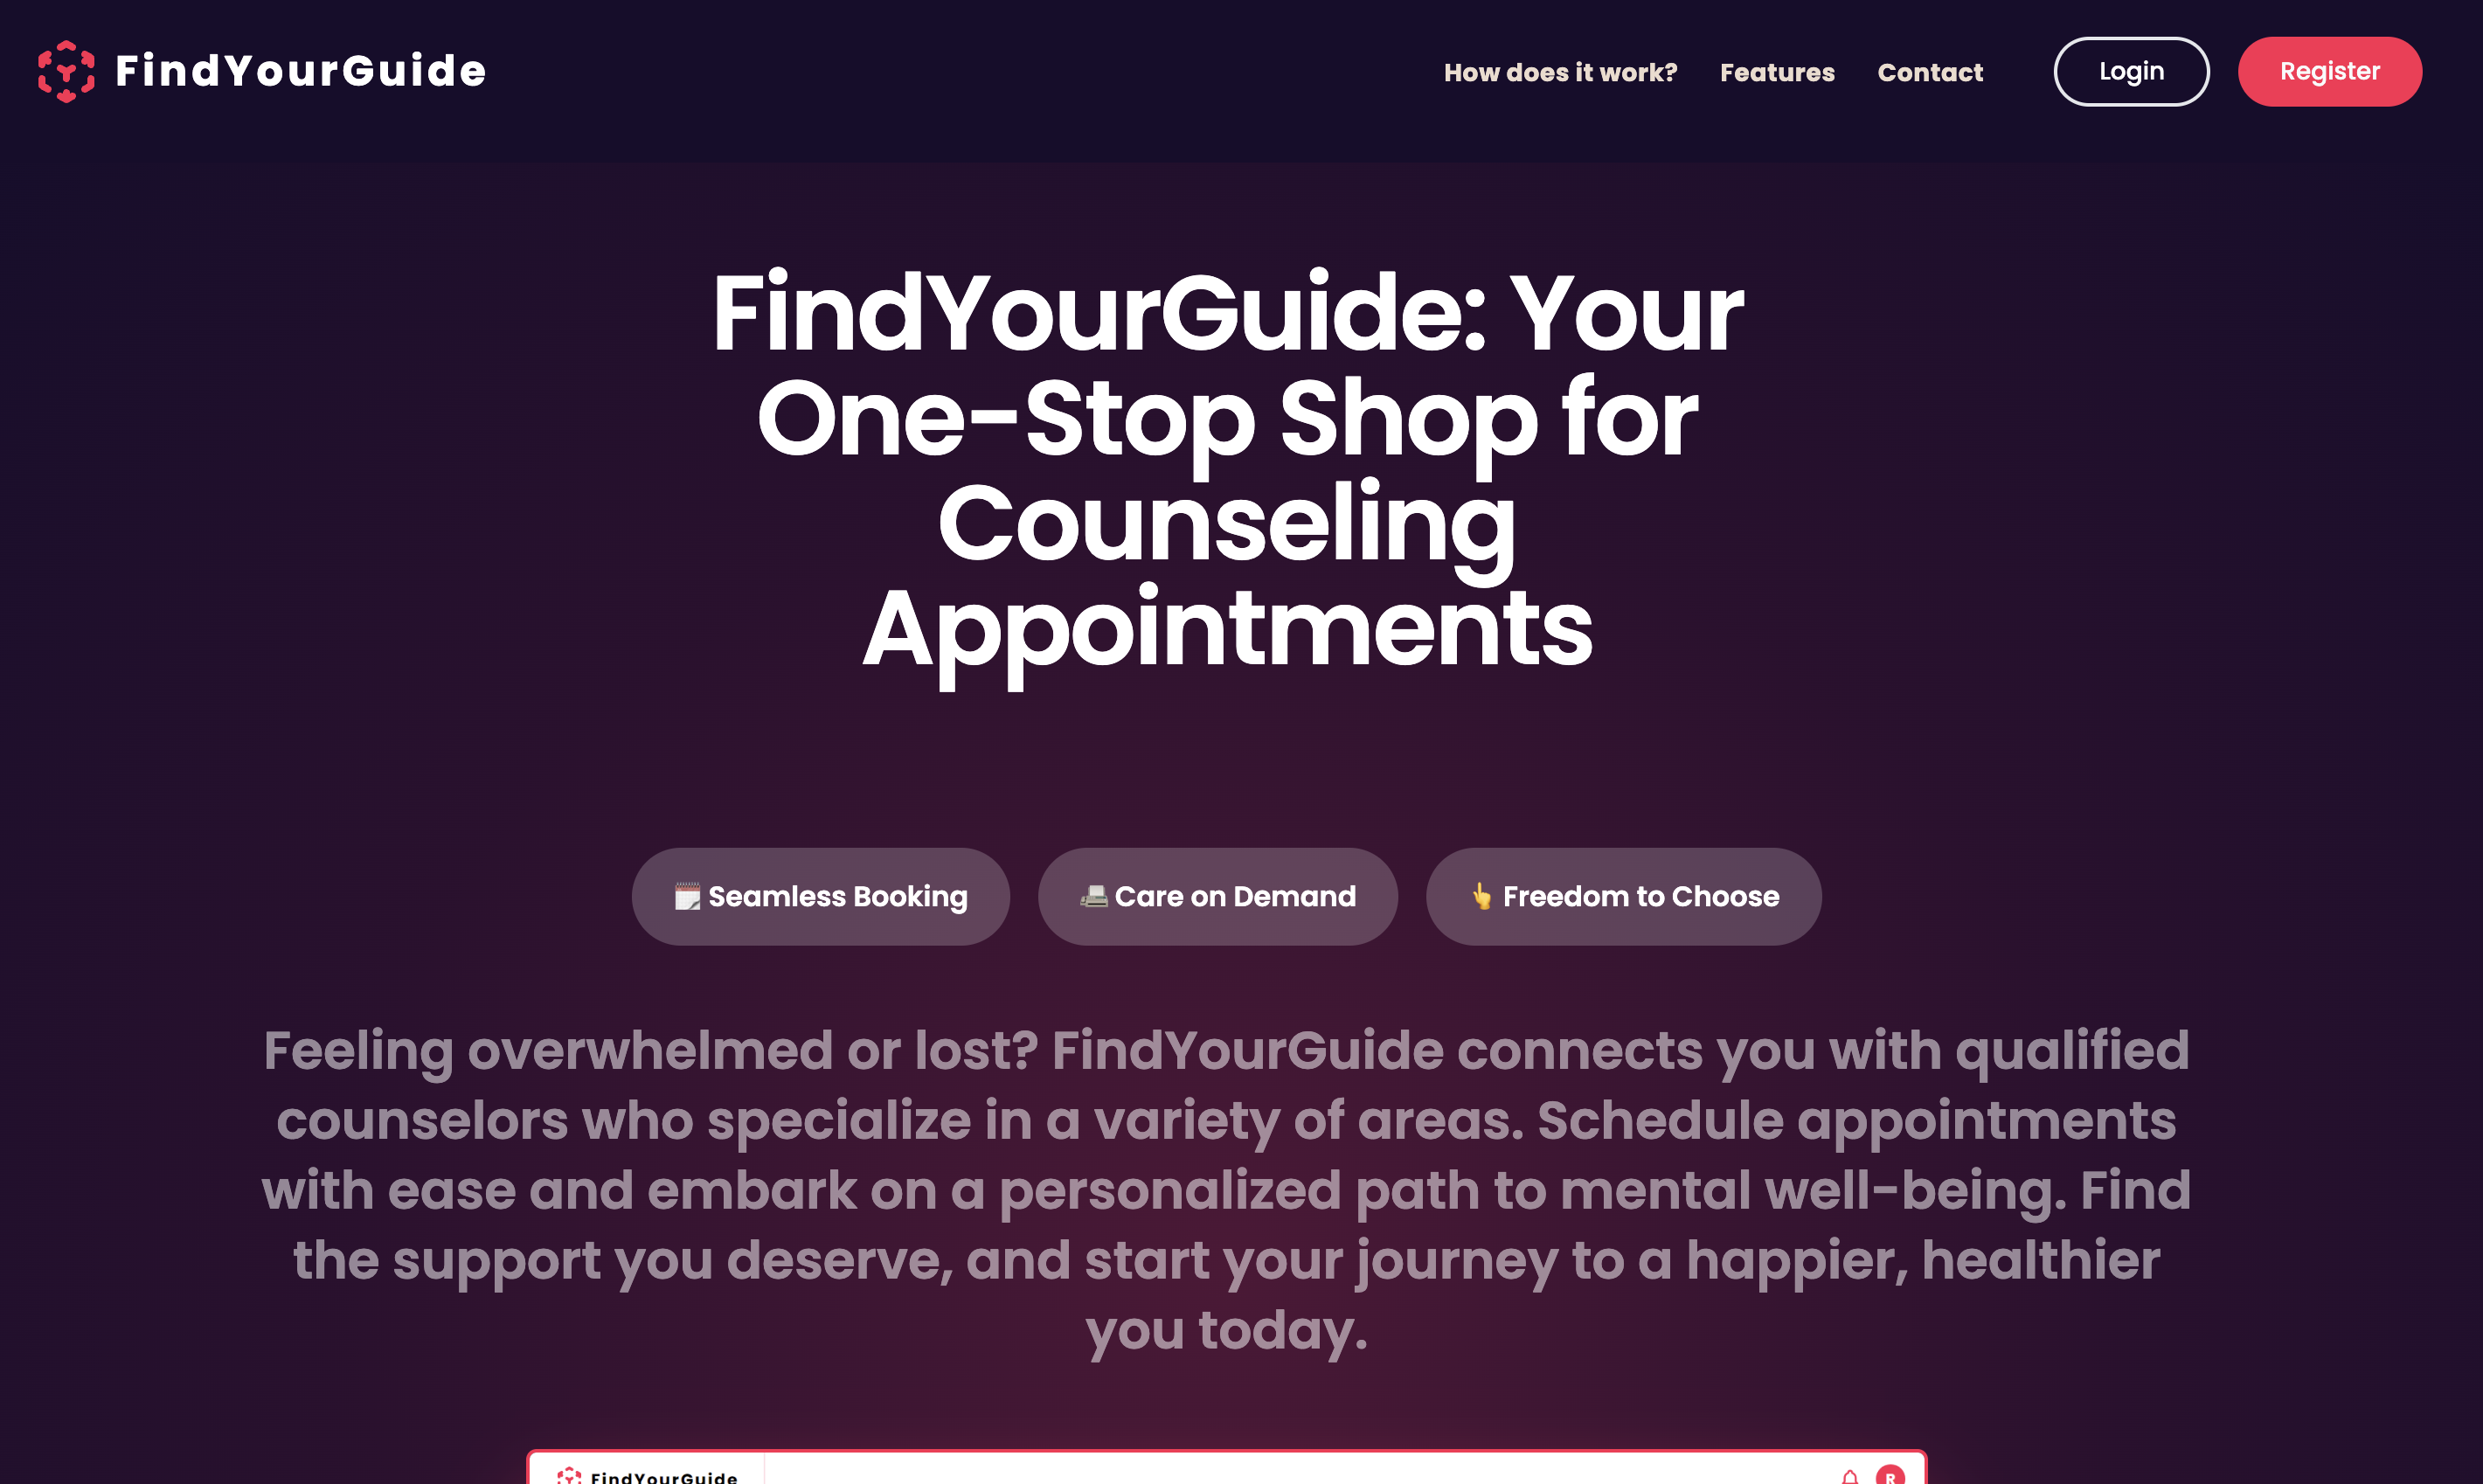 FindYourGuide
How does it work?
Features
Contact
Login
Register
FindYourGuide: Your
One-Stop Shop for
Counseling
Appointments
Seamless Booking
Care on Demand
Freedom to Choose
Feeling overwhelmed or lost? FindYourGuide connects you with qualified
counselors who specialize in a variety of areas. Schedule appointments
with ease and embark on a personalized path to mental well-being. Find
the support you deserve, and start your journey to a happier, healthier
you today.
FindYourGuide
R